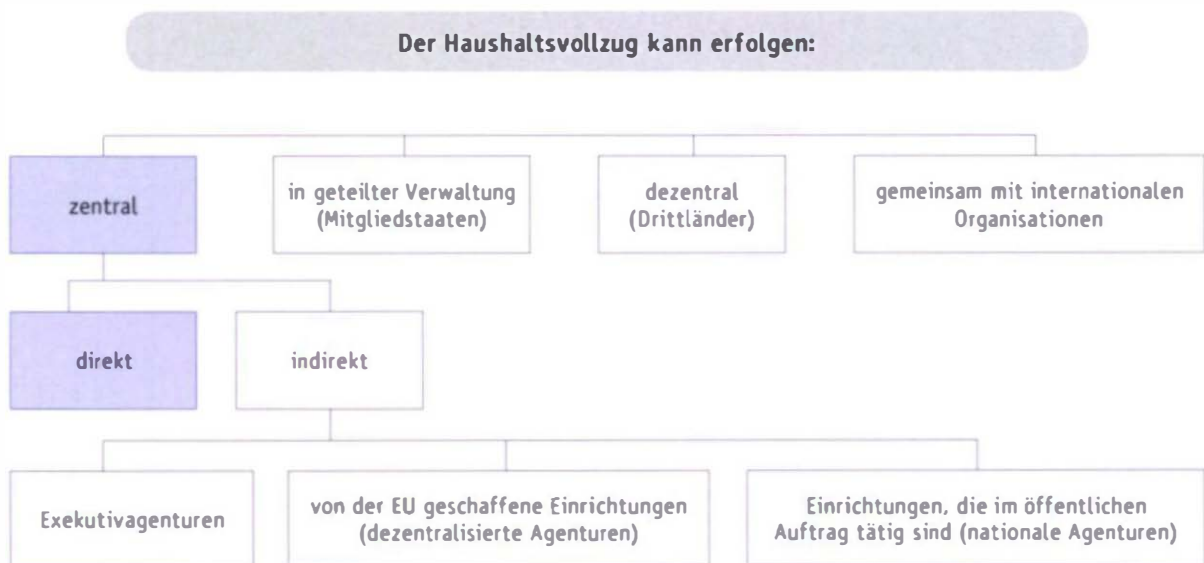 Der Haushaltsvollzug kann erfolgen:
zentral
in geteilter Verwaltung
(Mitgliedstaaten)
dezentral
(Drittländer)
gemeinsam mit internationalen
Organisationen
direkt
indirekt
Exekutivagenturen
von der EU geschaffene Einrichtungen
(dezentralisierte Agenturen)
Einrichtungen, die im öffentlichen
Auftrag tätig sind (nationale Agenturen)